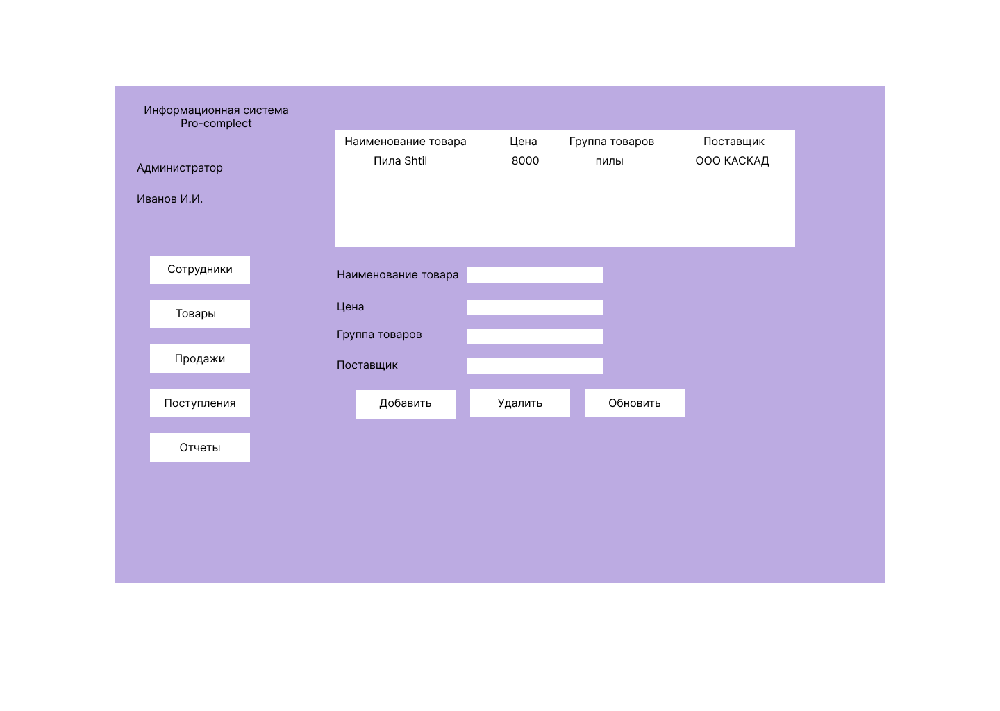 Информационная система
Pro-complect
Администратор
Иванов И.И.
Сотрудники
Товары
Продажи
Поступления
Отчеты
Наименование товара Цена Группа товаров Поставщик
Пила Shtil 8000 пилы ООО КАСКАД
Наименование товара
Цена
Группа товаров
Поставщик
Добавить Удалить Обновить